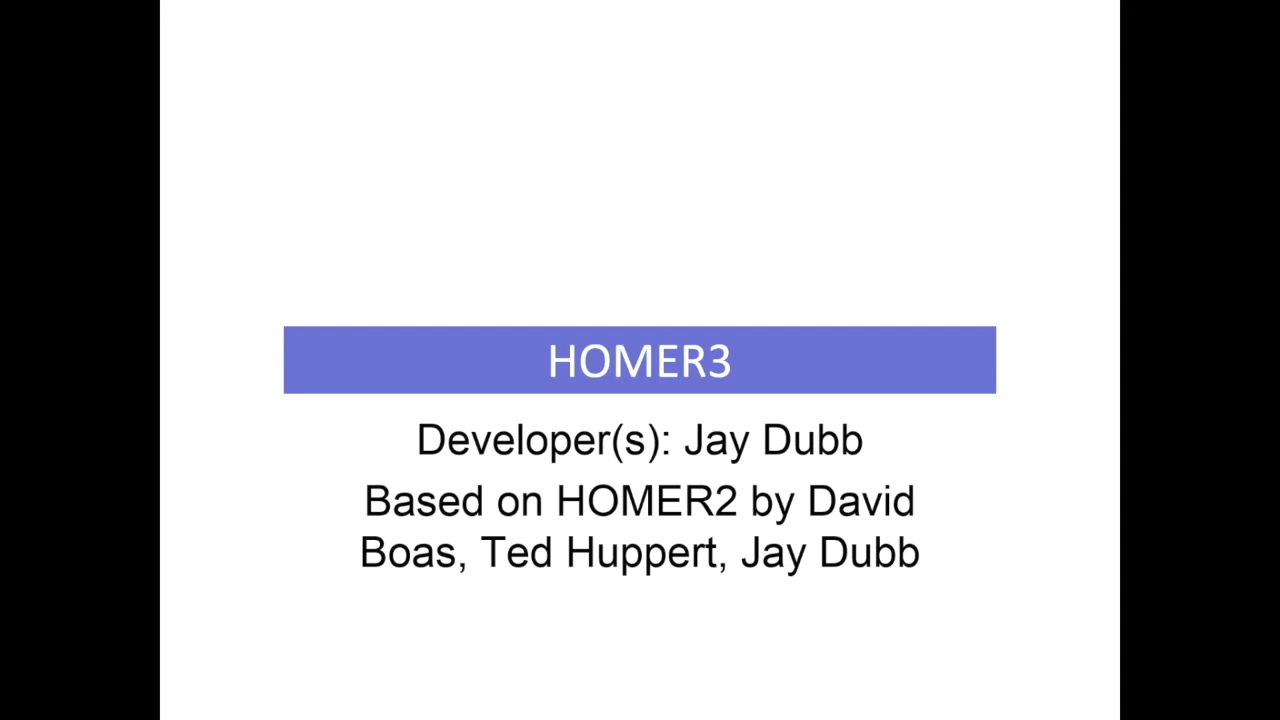 HOMER3
Developer(s): Jay Dubb
Based on HOMER2 by David
Boas, Ted Huppert, Jay Dubb